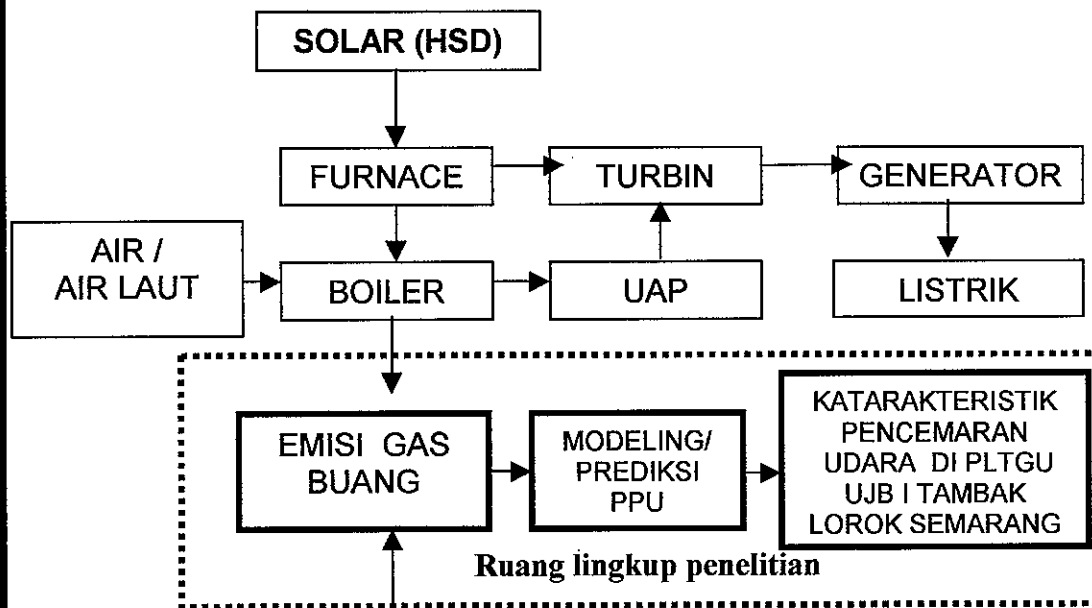 SOLAR (HSD)
FURNACE
TURBIN
GENERATOR
AIR /
AIR LAUT
BOILER
UAP
LISTRIK
EMISI GAS
BUANG
MODELING/
PREDIKSI
PPU
KATARAKTERISTIK
PENCEMARAN
UDARA DI PLTGU
UJB I TAMBAK
LOROK SEMARANG
Ruang lingkup penelitian